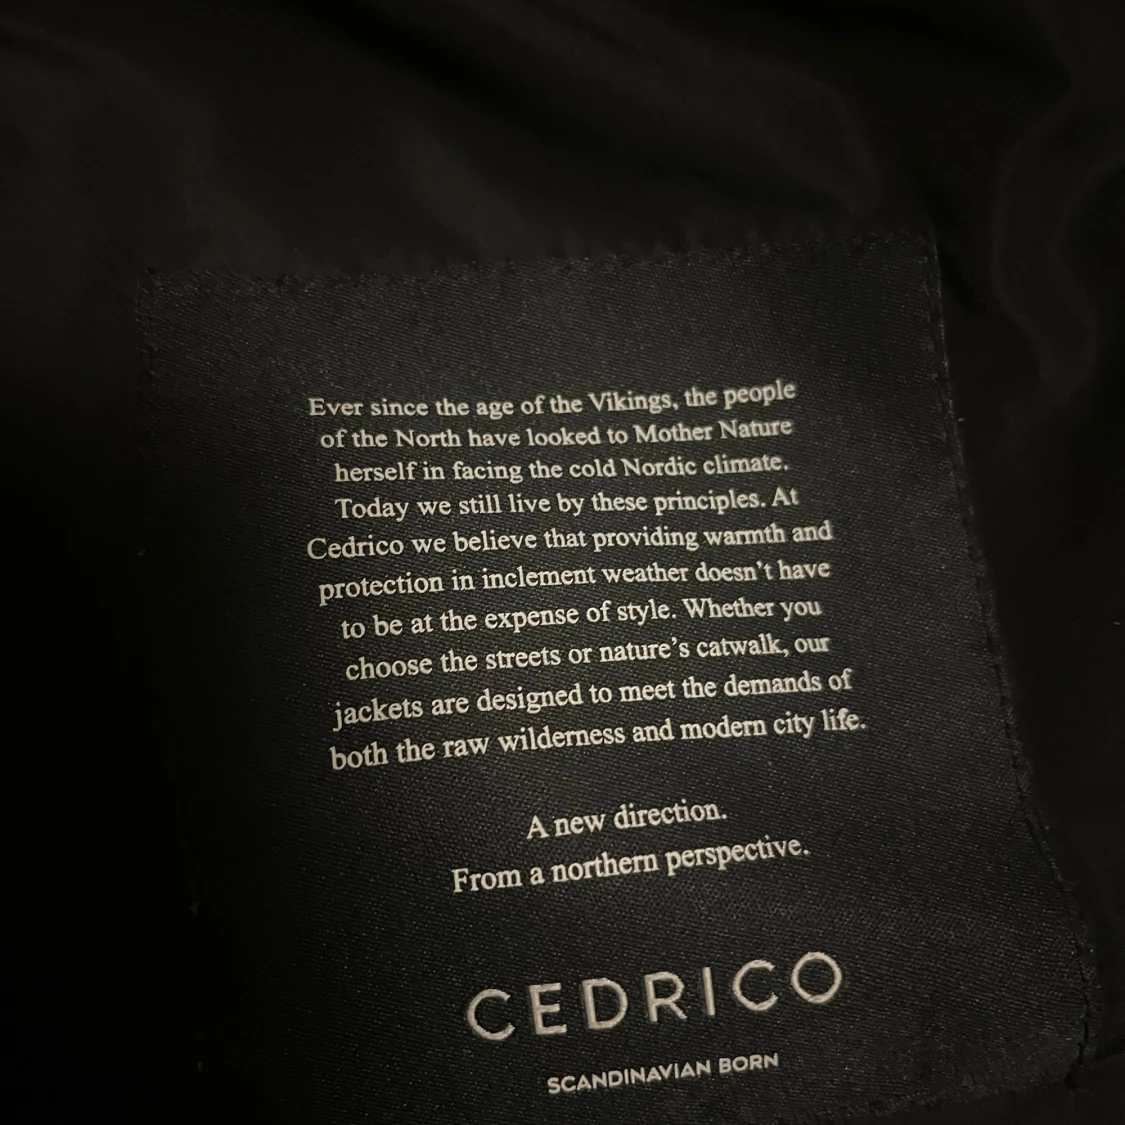 Ever since the age of the Vikings, the people
of the North have looked to Mother Nature
herself in facing the cold Nordic climate.
Today we still live by these principles. At
Cedrico we believe that providing warmth and
protection in inclement weather doesn’t have
to be at the expense of style. Whether you
choose the streets or nature’s catwalk, our
jackets are designed to meet the demands of
both the raw wilderness and modern city life.
A new direction.
From a northern perspective.
CEDRICO
SCANDINAVIAN BORN